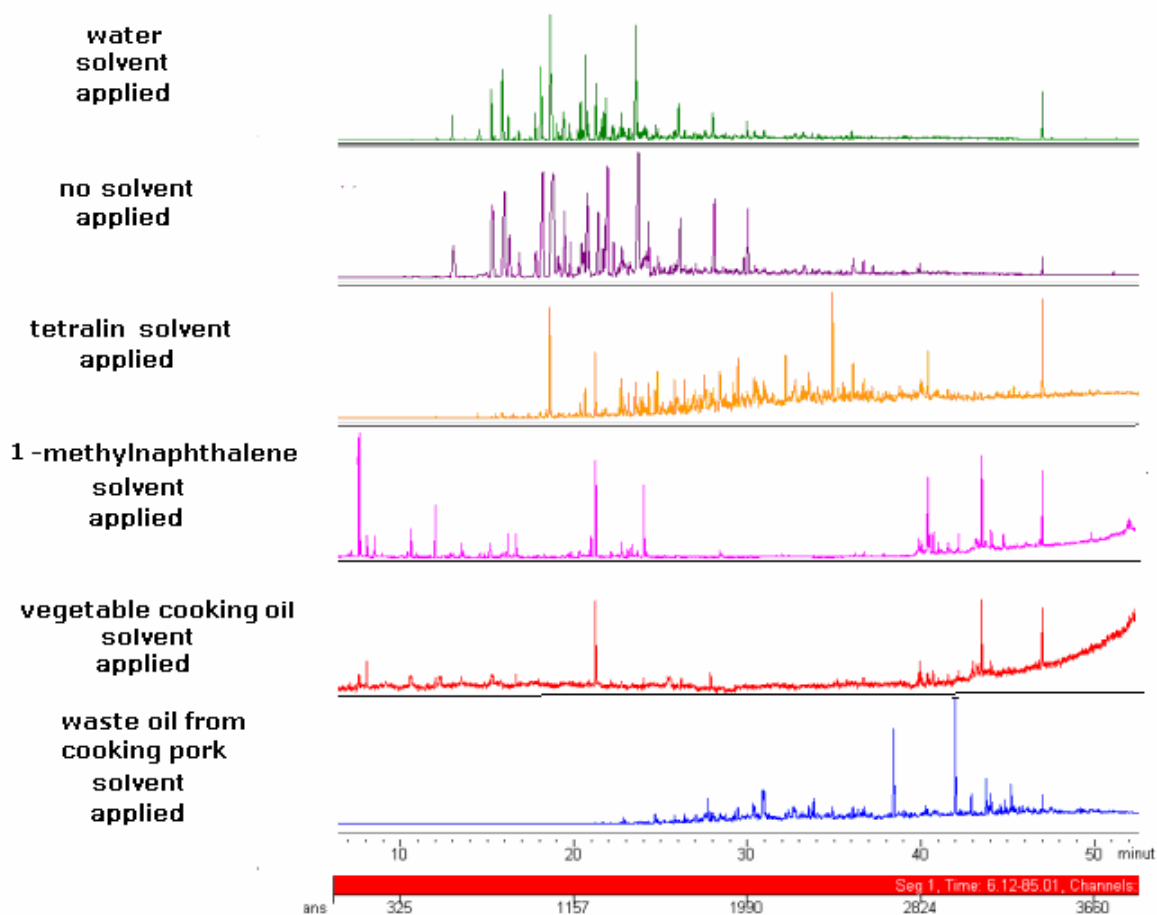 water
solvent
applied
no solvent
applied
tetralin solvent
applied
1 -methylnaphthalene
solvent
applied
vegetable cooking oil
solvent
applied
waste oil from
cooking pork
solvent
applied
10 20 30 40 50 minut
Seg 1, Time: 6.12-85.01, Channels:
ans 325 1157 1990 2824 3660